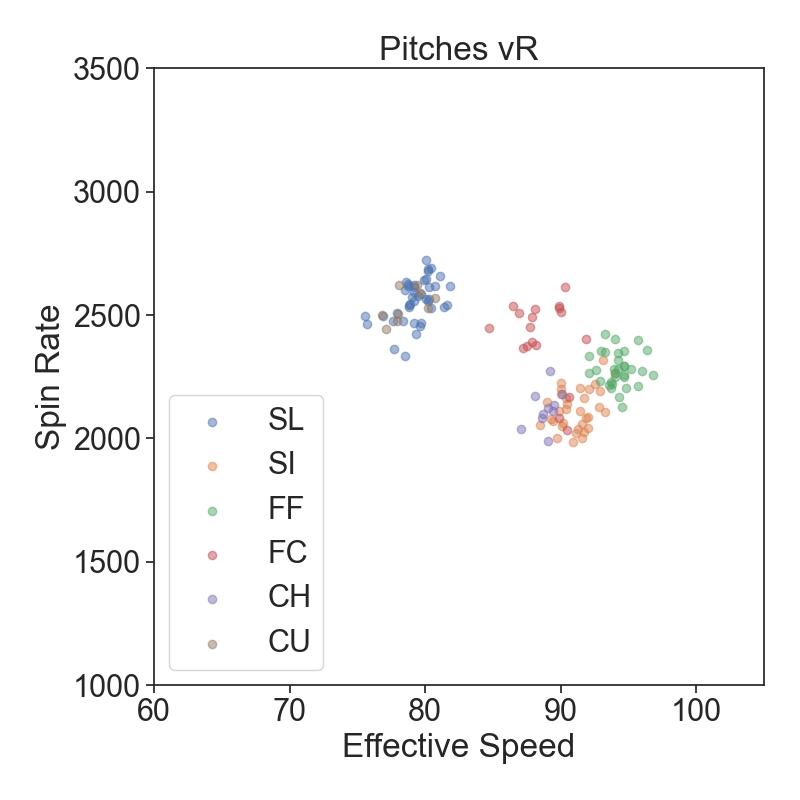 Pitches vR
3500
3000
2500
2000
1500
1000
Spin Rate
SL
SI
FF
FC
CH
CU
60 70 80 90 100
Effective Speed